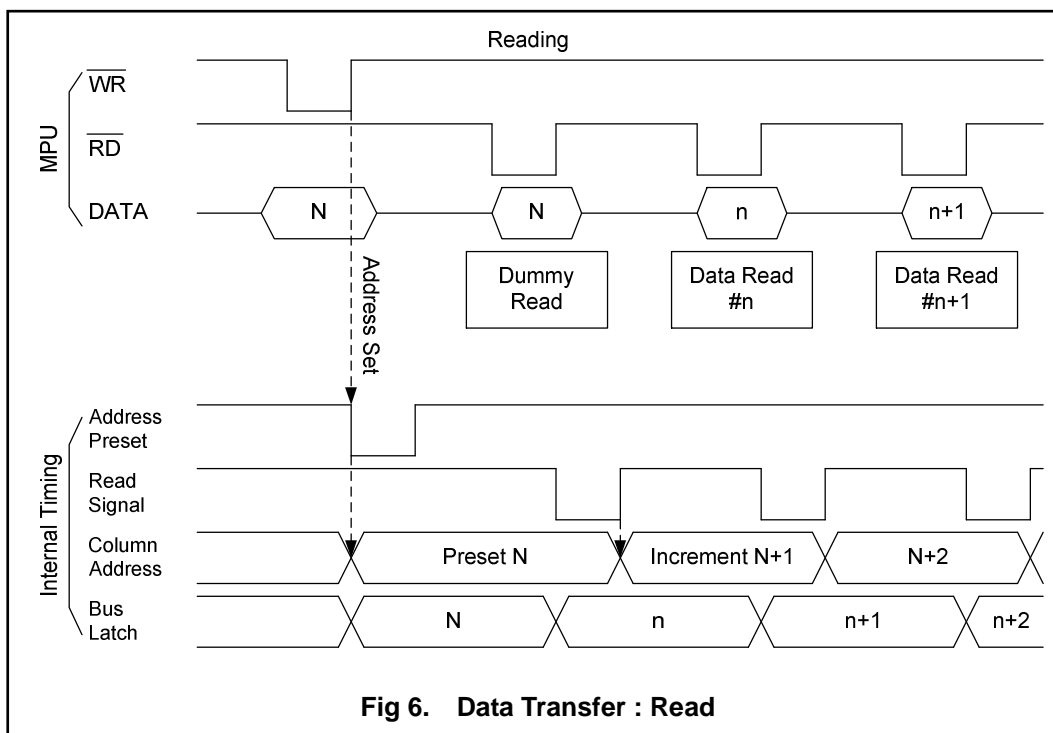 Reading
MPU
WR
RD
DATA
N
N
n
n+1
Dummy
Read
Data Read
#n
Data Read
#n+1
Address Set
Internal Timing
Address
Preset
Read
Signal
Column
Address
Preset N
Increment N+1
N+2
Bus
Latch
N
n
n+1
n+2
Fig 6. Data Transfer : Read